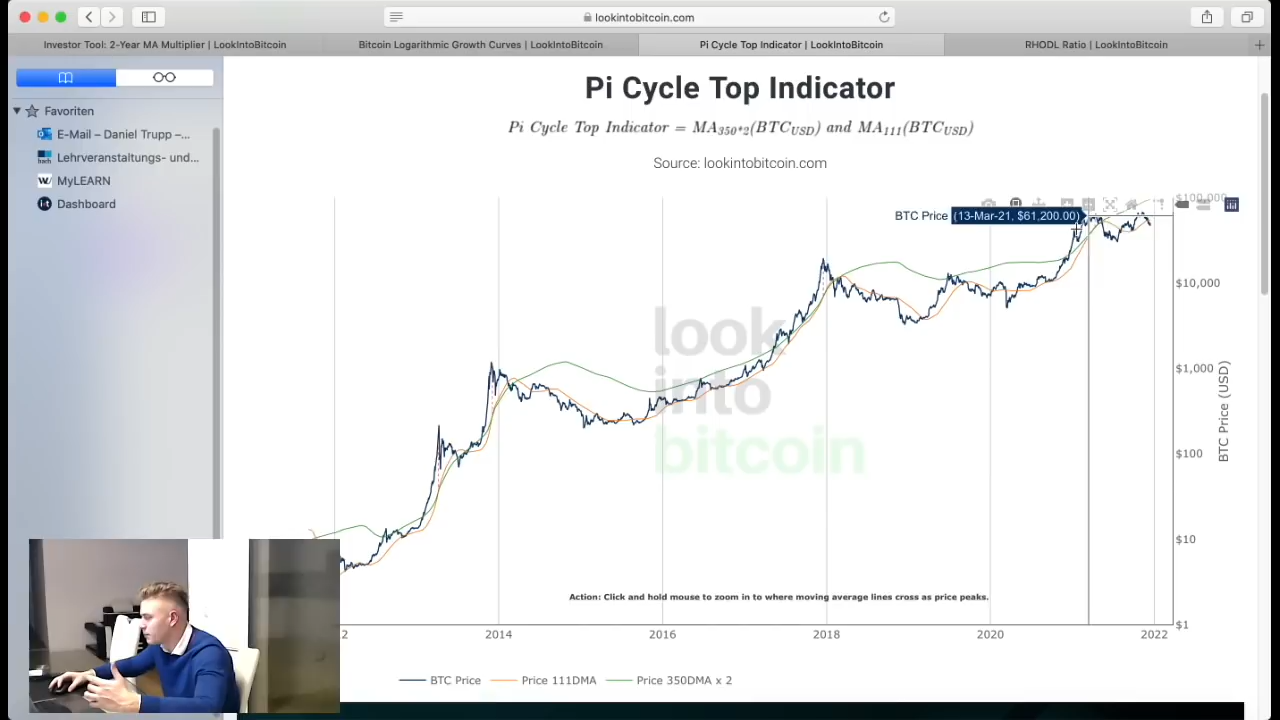 lookintobitcoin.com
Investor Tool: 2-Year MA Multiplier | LookIntoBitcoin
Bitcoin Logarithmic Growth Curves | LookIntoBitcoin
Pi Cycle Top Indicator | LookIntoBitcoin
RHODL Ratio | LookIntoBitcoin
Favoriten
E-Mail – Daniel Trupp –...
Lehrveranstaltungs- und...
MyLEARN
Dashboard
Pi Cycle Top Indicator
Pi Cycle Top Indicator = MA350*2(BTCUSD) and MA111(BTCUSD)
Source: lookintobitcoin.com
$100,000
BTC Price (13-Mar-21, $61,200.00)
$10,000
$1,000
$100
$10
$1
BTC Price (USD)
look
into
bitcoin
Action: Click and hold mouse to zoom in to where moving average lines cross as price peaks.
2 2014 2016 2018 2020 2022
BTC Price Price 111DMA Price 350DMA x 2